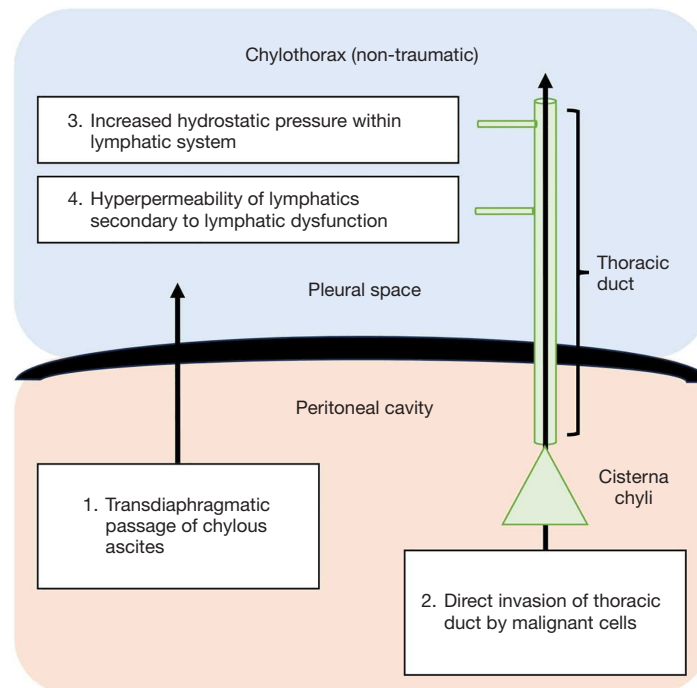 Chylothorax (non-traumatic)
3. Increased hydrostatic pressure within
lymphatic system
4. Hyperpermeability of lymphatics
secondary to lymphatic dysfunction
Thoracic
duct
Pleural space
Peritoneal cavity
Cisterna
chyli
1. Transdiaphragmatic
passage of chylous
ascites
2. Direct invasion of thoracic
duct by malignant cells